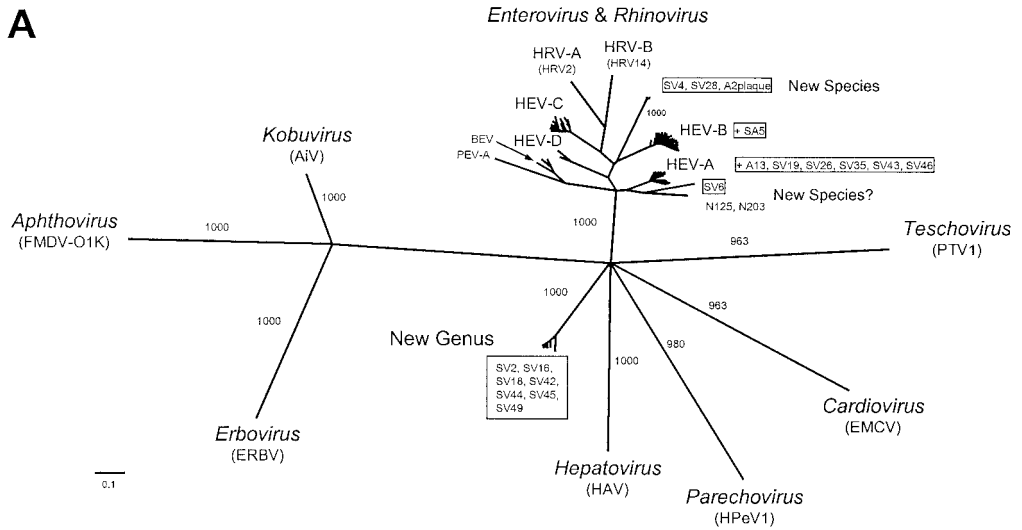 A
Enterovirus & Rhinovirus
HRV-A
(HRV2)
HRV-B
(HRV14)
SV4, SV28, A2plaque
New Species
1000
HEV-C
HEV-B
+ SA5
HEV-D
BEV
PEV-A
HEV-A
+ A13, SV19, SV26, SV35, SV43, SV46
SV6
New Species?
N125, N203
Kobuvirus
(AiV)
1000
Aphthovirus
(FMDV-O1K)
1000
1000
Teschovirus
(PTV1)
963
1000
Erbovirus
(ERBV)
1000
New Genus
SV2, SV16,
SV18, SV42,
SV44, SV45,
SV49
1000
Hepatovirus
(HAV)
980
Parechovirus
(HPeV1)
963
Cardiovirus
(EMCV)
0.1